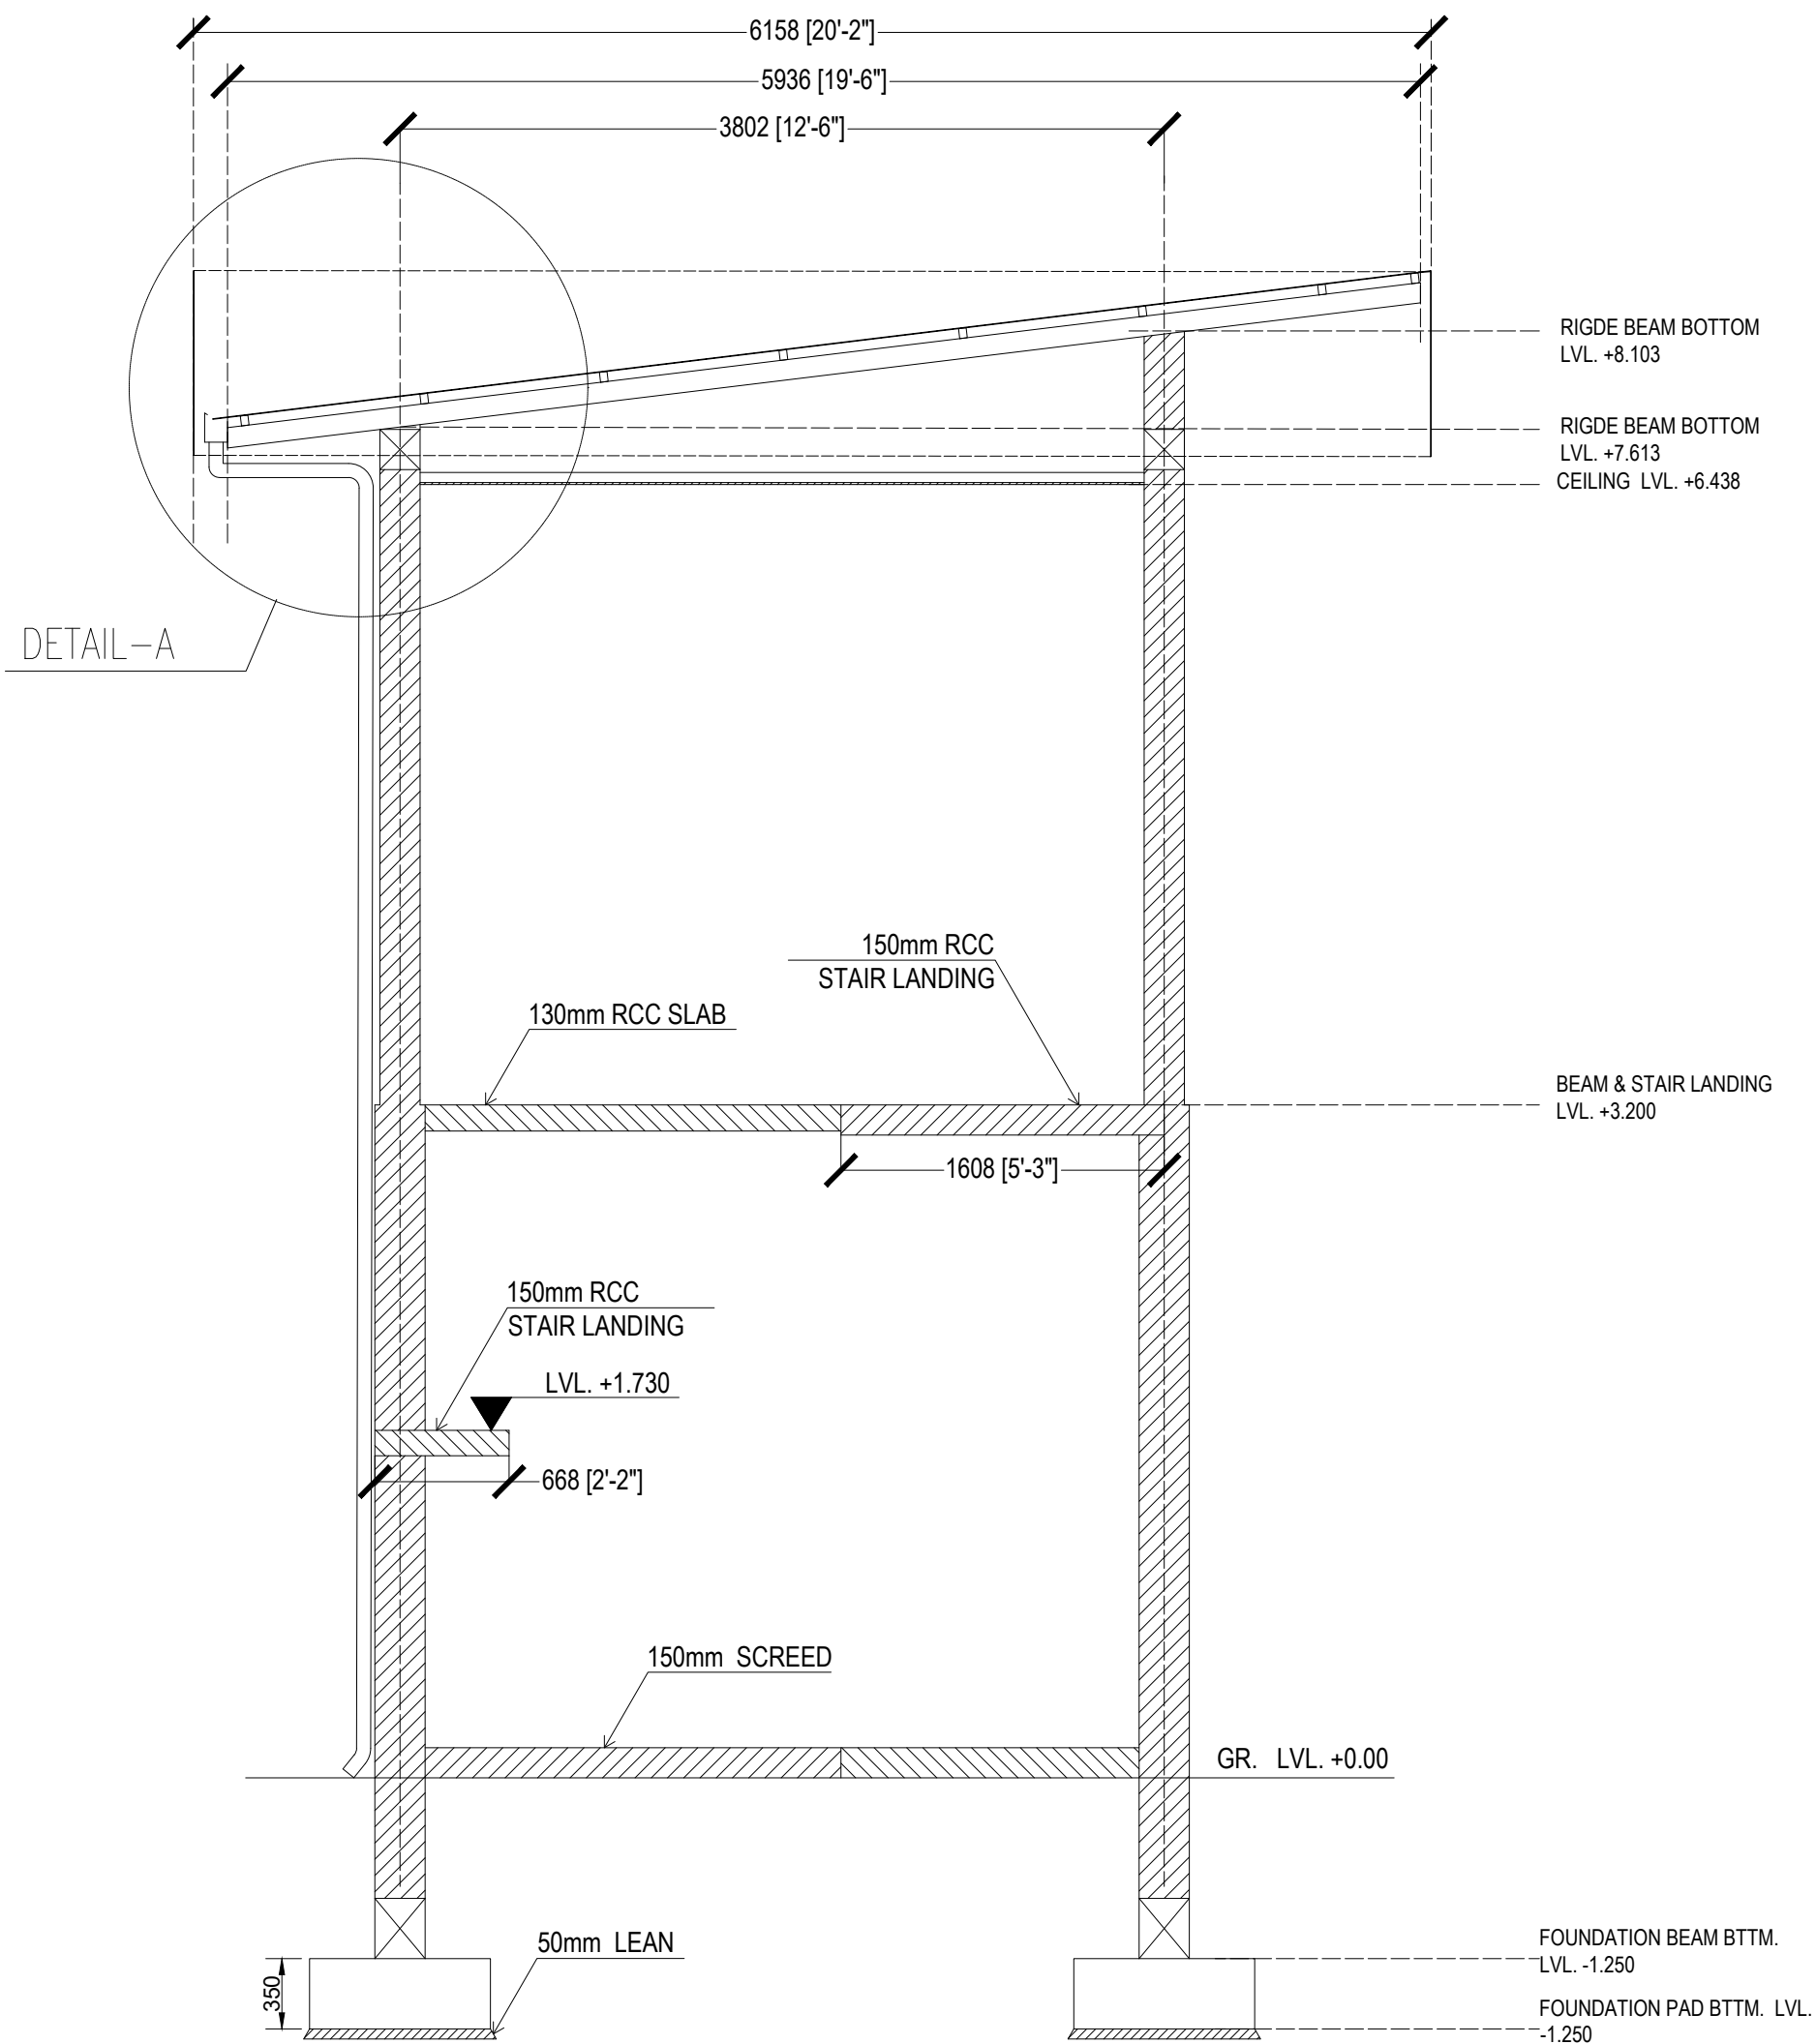 6158 [20'-2"]
5936 [19'-6"]
3802 [12'-6"]
RIGDE BEAM BOTTOM
LVL. +8.103
RIGDE BEAM BOTTOM
LVL. +7.613
CEILING LVL. +6.438
DETAIL-A
150mm RCC
STAIR LANDING
130mm RCC SLAB
BEAM & STAIR LANDING
LVL. +3.200
1608 [5'-3"]
150mm RCC
STAIR LANDING
LVL. +1.730
668 [2'-2"]
150mm SCREED
GR. LVL. +0.00
50mm LEAN
350
FOUNDATION BEAM BTTM.
LVL. -1.250
FOUNDATION PAD BTTM. LVL.
-1.250